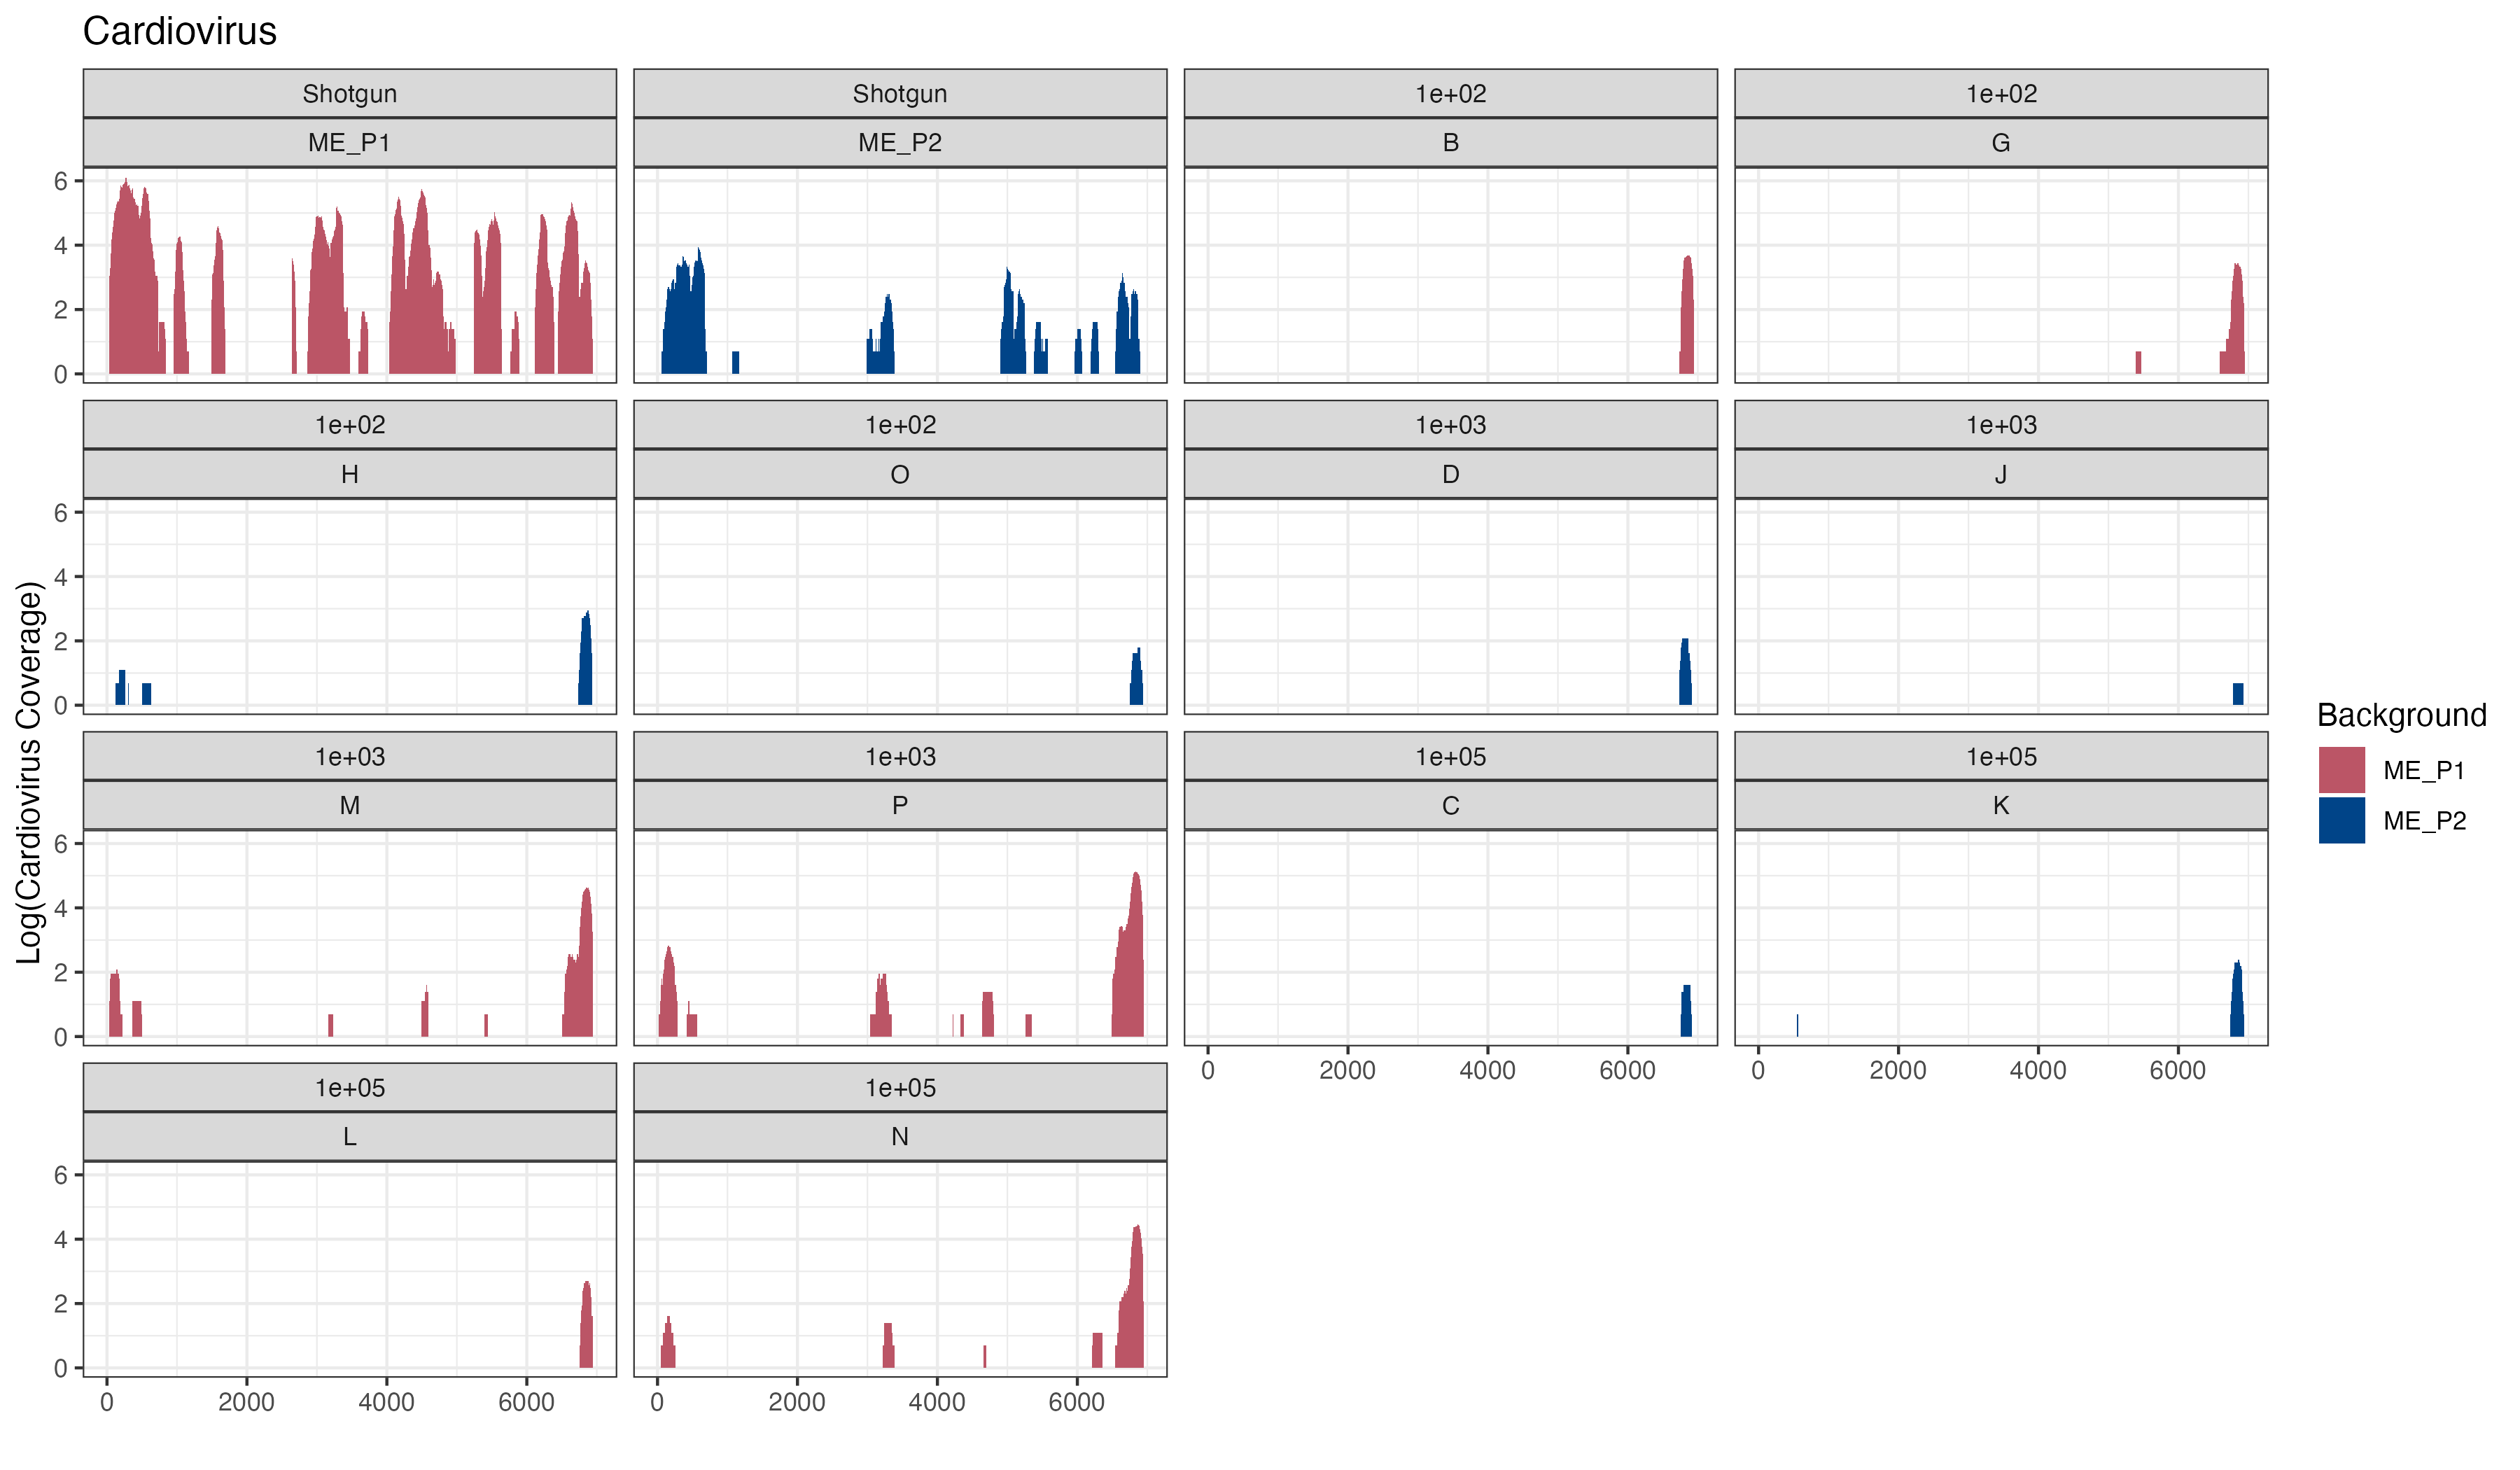 Cardiovirus
Shotgun Shotgun 1e+02 1e+02
ME_P1 ME_P2 B G
6
4
2
0
1e+02 1e+02 1e+03 1e+03
H O D J
6
4
2
0
1e+03 1e+03 1e+05 1e+05
M P C K
6
4
2
0
0 2000 4000 6000 0 2000 4000 6000
1e+05 1e+05
L N
6
4
2
0
0 2000 4000 6000 0 2000 4000 6000
Log(Cardiovirus Coverage)
Background
ME_P1
ME_P2